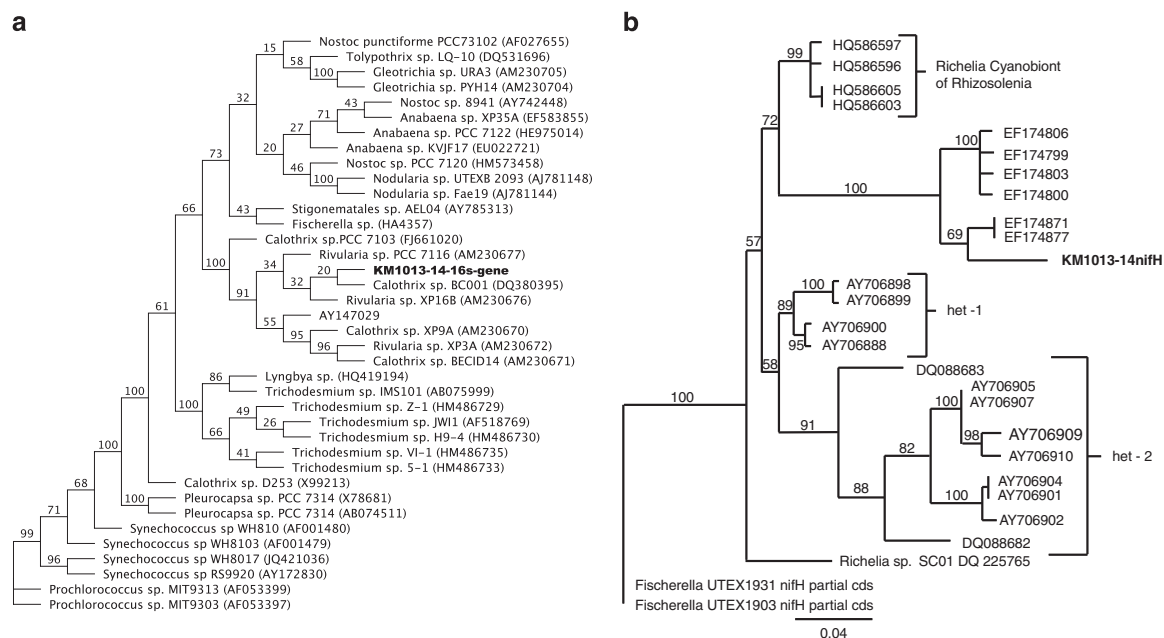 a
Nostoc punctiforme PCC73102 (AF027655)
15
Tolypothrix sp. LQ-10 (DQ531696)
58
Gleotrichia sp. URA3 (AM230705)
100
Gleotrichia sp. PYH14 (AM230704)
32
Nostoc sp. 8941 (AY742448)
43
Anabaena sp. XP35A (EF583855)
71
Anabaena sp. PCC 7122 (HE975014)
27
Anabaena sp. KVJF17 (EU022721)
20
Nostoc sp. PCC 7120 (HM573458)
46
Nodularia sp. UTEXB 2093 (AJ781148)
100
Nodularia sp. Fae19 (AJ781144)
73
Stigonematales sp. AEL04 (AY785313)
43
Fischerella sp. (HA4357)
66
Calothrix sp.PCC 7103 (FJ661020)
100
Rivularia sp. PCC 7116 (AM230677)
34
KM1013-14-16s-gene
20
Calothrix sp. BC001 (DQ380395)
32
Rivularia sp. XP16B (AM230676)
91
AY147029
55
Calothrix sp. XP9A (AM230670)
95
Rivularia sp. XP3A (AM230672)
96
Calothrix sp. BECID14 (AM230671)
61
Lyngbya sp. (HQ419194)
86
Trichodesmium sp. IMS101 (AB075999)
100
Trichodesmium sp. Z-1 (HM486729)
49
Trichodesmium sp. JWI1 (AF518769)
26
Trichodesmium sp. H9-4 (HM486730)
66
Trichodesmium sp. VI-1 (HM486735)
41
Trichodesmium sp. 5-1 (HM486733)
100
Calothrix sp. D253 (X99213)
100
Pleurocapsa sp. PCC 7314 (X78681)
100
Pleurocapsa sp. PCC 7314 (AB074511)
68
Synechococcus sp WH810 (AF001480)
71
Synechococcus sp WH8103 (AF001479)
99
Synechococcus sp WH8017 (JQ421036)
96
Synechococcus sp RS9920 (AY172830)
Prochlorococcus sp. MIT9313 (AF053399)
Prochlorococcus sp. MIT9303 (AF053397)
b
HQ586597
99
HQ586596
HQ586605
HQ586603
Richelia Cyanobiont
of Rhizosolenia
72
EF174806
100
EF174799
EF174803
EF174800
100
EF174871
EF174877
69
KM1013-14nifH
57
AY706898
100
AY706899
89
AY706900
95
AY706888
het -1
58
DQ088683
AY706905
AY706907
100
AY706909
98
AY706910
91
82
AY706904
AY706901
100
AY706902
88
DQ088682
het - 2
100
Richelia sp. SC01 DQ 225765
Fischerella UTEX1931 nifH partial cds
Fischerella UTEX1903 nifH partial cds
0.04